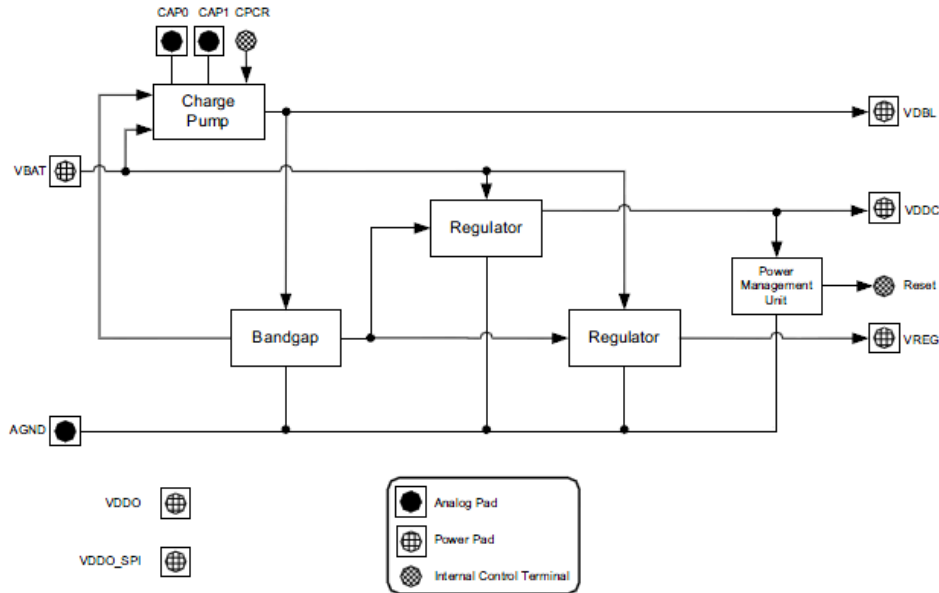 CAP0 CAP1 CPCR
Charge
Pump
VDBL
VBAT
Regulator
VDDC
Power
Management
Unit
Reset
Bandgap
Regulator
VREG
AGND
VDDO
Analog Pad
Power Pad
VDDO_SPI
Internal Control Terminal